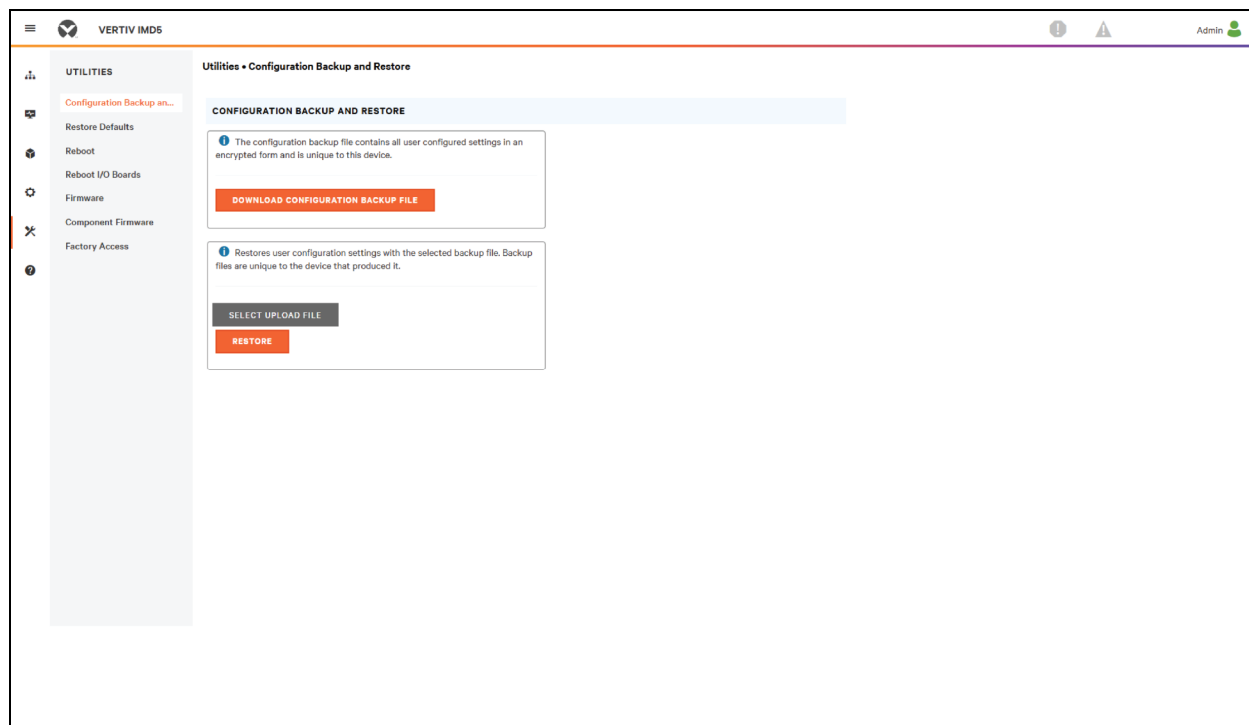 VERTIV IMD5
Admin
UTILITIES
Configuration Backup an...
Restore Defaults
Reboot
Reboot I/O Boards
Firmware
Component Firmware
Factory Access
Utilities • Configuration Backup and Restore
CONFIGURATION BACKUP AND RESTORE
The configuration backup file contains all user configured settings in an
encrypted form and is unique to this device.
DOWNLOAD CONFIGURATION BACKUP FILE
Restores user configuration settings with the selected backup file. Backup
files are unique to the device that produced it.
SELECT UPLOAD FILE
RESTORE